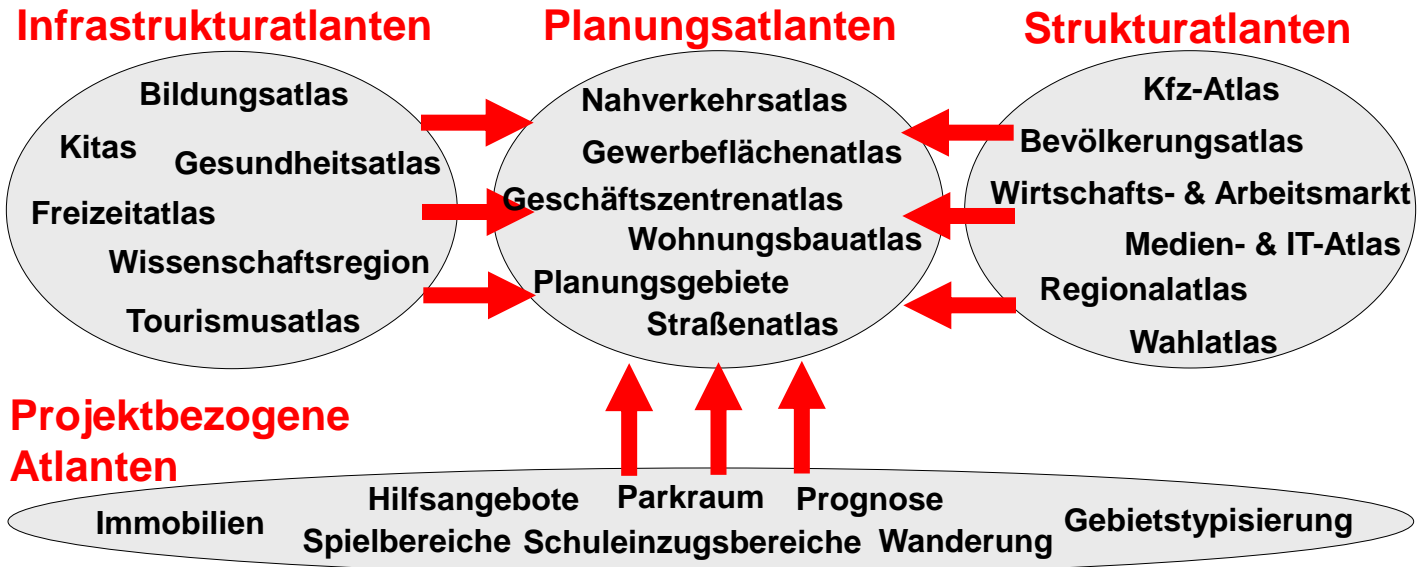 Infrastrukturatlanten
Bildungsatlas
Kitas
Gesundheitsatlas
Freizeitatlas
Wissenschaftsregion
Tourismusatlas
Planungsatlanten
Nahverkehrsatlas
Gewerbeflächenatlas
Geschäftszentrenatlas
Wohnungsbauatlas
Planungsgebiete
Straßenatlas
Strukturatlanten
Kfz-Atlas
Bevölkerungsatlas
Wirtschafts- & Arbeitsmarkt
Medien- & IT-Atlas
Regionalatlas
Wahlatlas
Projektbezogene
Atlanten
Hilfsangebote
Parkraum
Prognose
Immobilien
Gebietstypisierung
Spielbereiche
Schuleinzugsbereiche
Wanderung